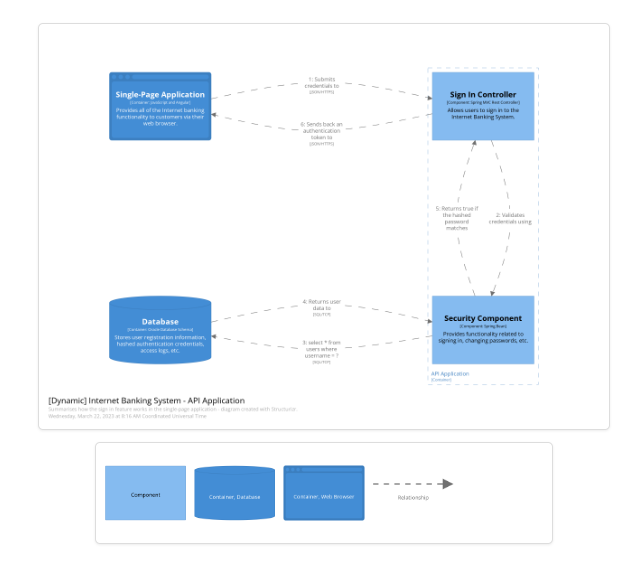 Single-Page Application
[Container: JavaScript and Angular]
Provides all of the Internet banking
functionality to customers via their
web browser.
1: Submits
credentials to
[JSON/HTTPS]
6: Sends back an
authentication
token to
[JSON/HTTPS]
Sign In Controller
[Component: Spring MVC Rest Controller]
Allows users to sign in to the
Internet Banking System.
5: Returns true if
the hashed
password
matches
2: Validates
credentials using
Database
[Container: Oracle Database Schema]
Stores user registration information,
hashed authentication credentials,
access logs, etc.
4: Returns user
data to
[SQL/TCP]
3: select * from
users where
username = ?
[SQL/TCP]
Security Component
[Component: Spring Bean]
Provides functionality related to
signing in, changing passwords, etc.
API Application
[Container]
[Dynamic] Internet Banking System - API Application
Summarises how the sign in feature works in the single-page application - diagram created with Structurizr.
Wednesday, March 22, 2023 at 8:16 AM Coordinated Universal Time
Component
Container, Database
Container, Web Browser
Relationship